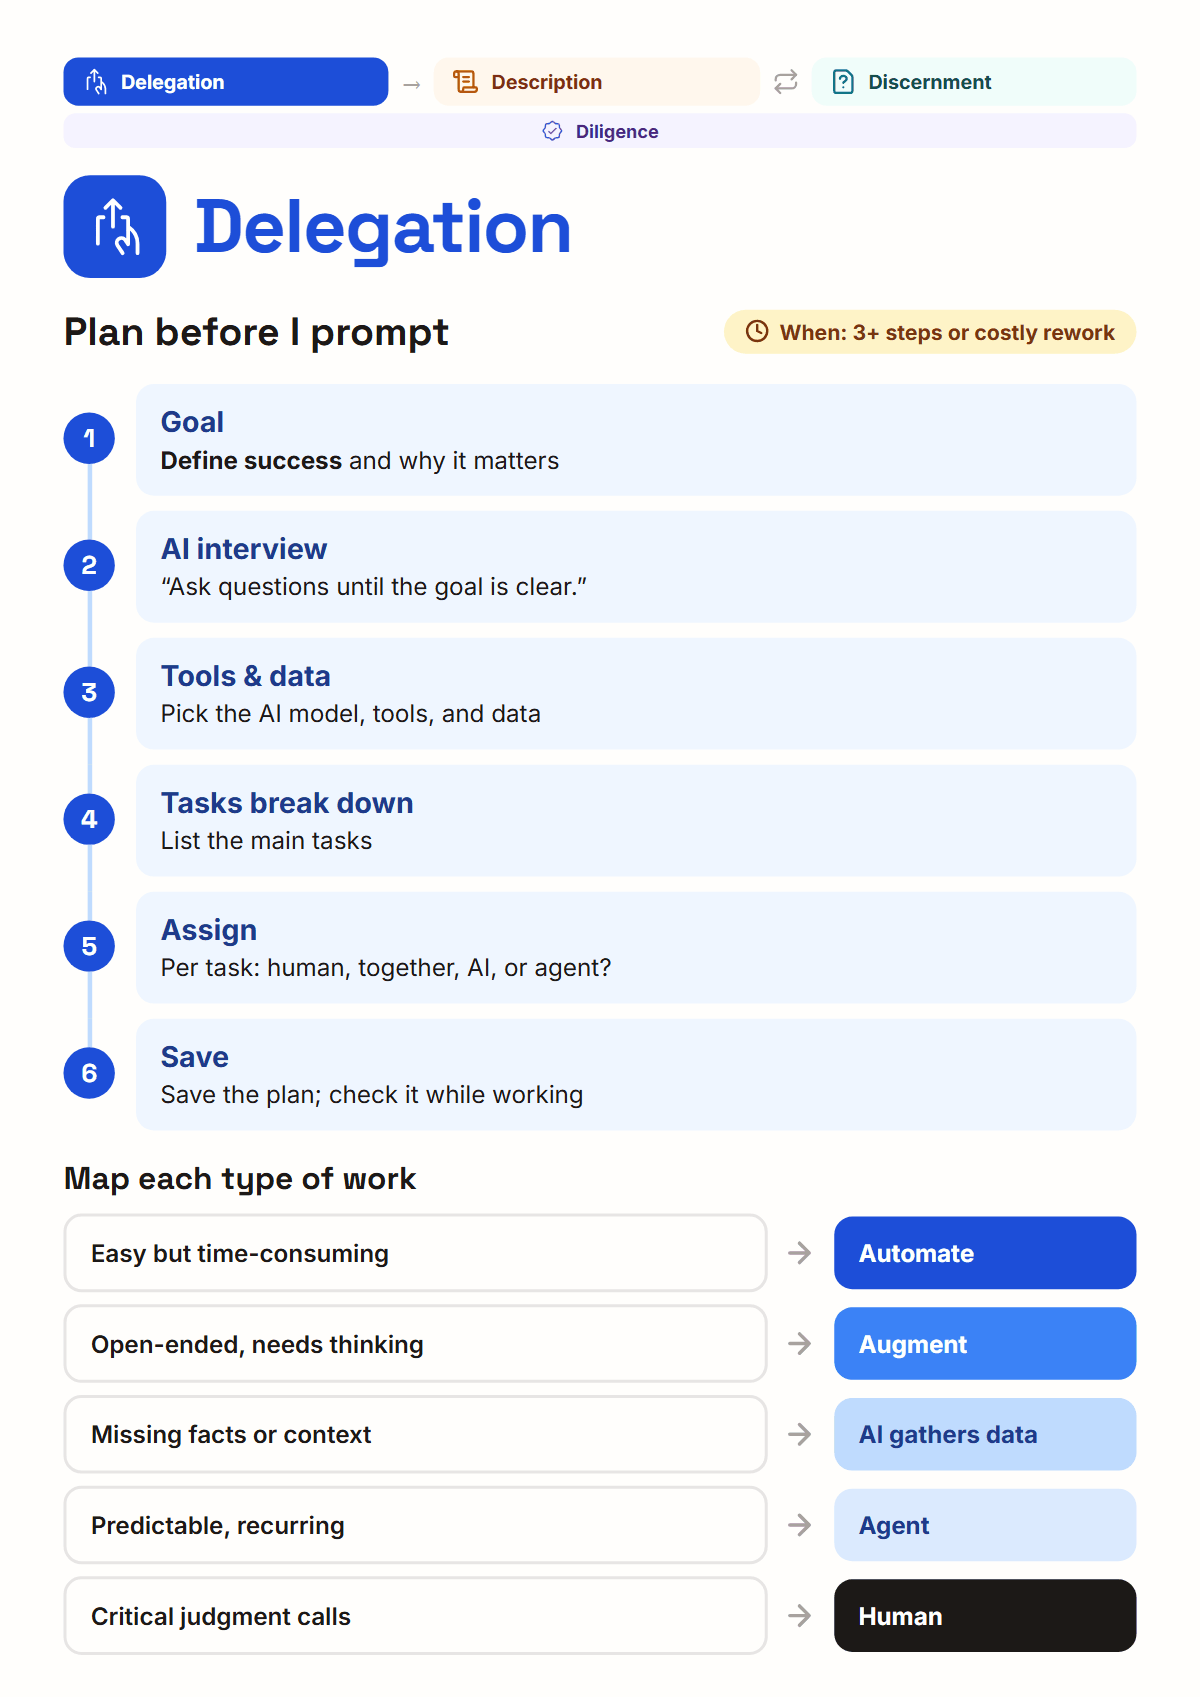 Delegation → Description Discernment
Diligence
Delegation
Plan before I prompt
When: 3+ steps or costly rework
1
Goal
Define success and why it matters
2
AI interview
“Ask questions until the goal is clear.”
3
Tools & data
Pick the AI model, tools, and data
4
Tasks break down
List the main tasks
5
Assign
Per task: human, together, AI, or agent?
6
Save
Save the plan; check it while working
Map each type of work
Easy but time-consuming → Automate
Open-ended, needs thinking → Augment
Missing facts or context → AI gathers data
Predictable, recurring → Agent
Critical judgment calls → Human